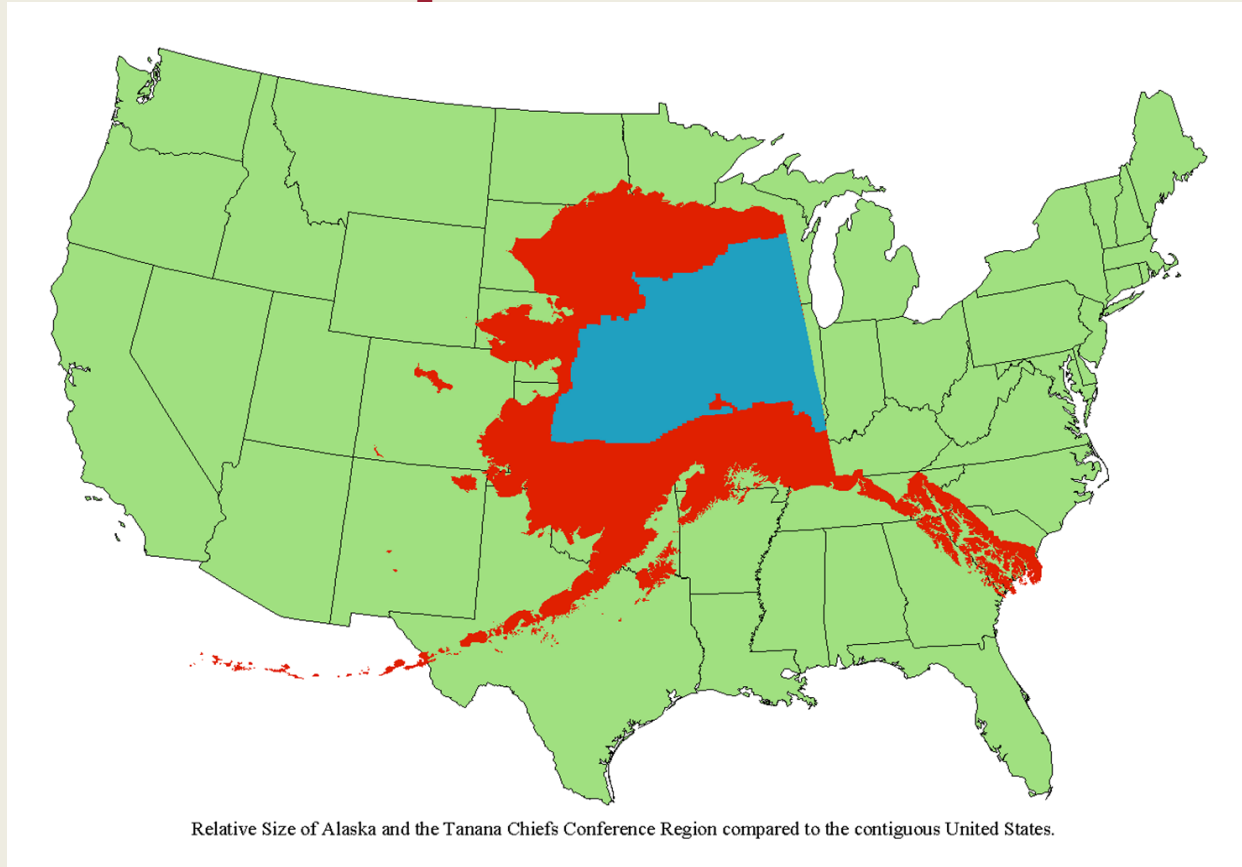 Relative Size of Alaska and the Tanana Chiefs Conference Region compared to the contiguous United States.